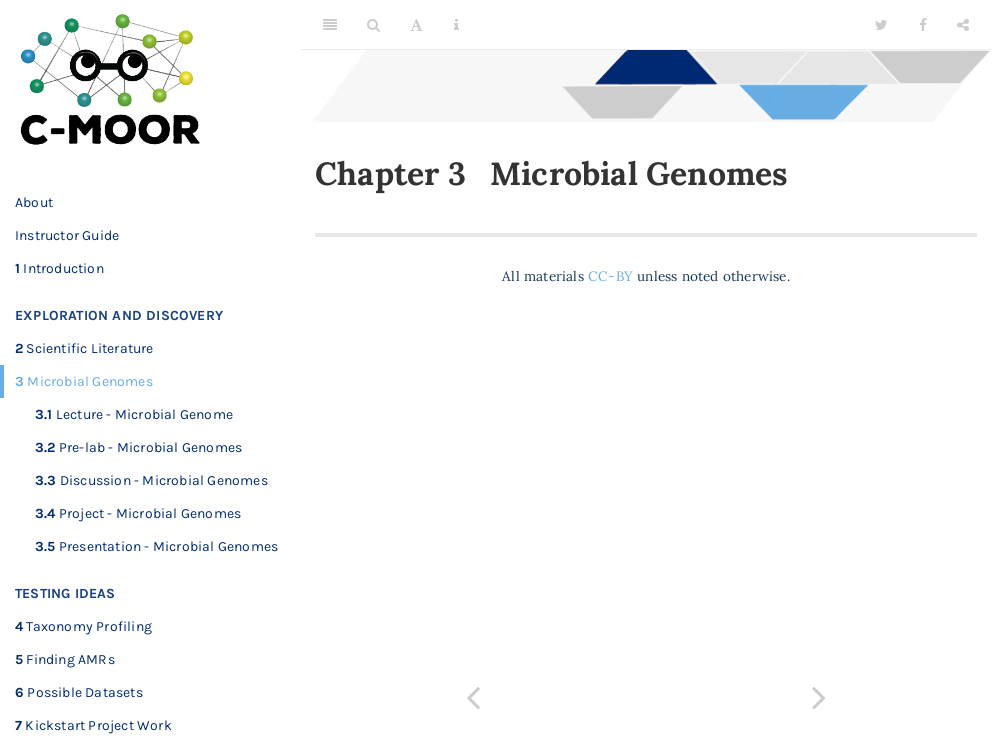 C-MOOR
About
Instructor Guide
1 Introduction
EXPLORATION AND DISCOVERY
2 Scientific Literature
3 Microbial Genomes
3.1 Lecture - Microbial Genome
3.2 Pre-lab - Microbial Genomes
3.3 Discussion - Microbial Genomes
3.4 Project - Microbial Genomes
3.5 Presentation - Microbial Genomes
TESTING IDEAS
4 Taxonomy Profiling
5 Finding AMRs
6 Possible Datasets
7 Kickstart Project Work
A
Chapter 3 Microbial Genomes
All materials CC-BY unless noted otherwise.